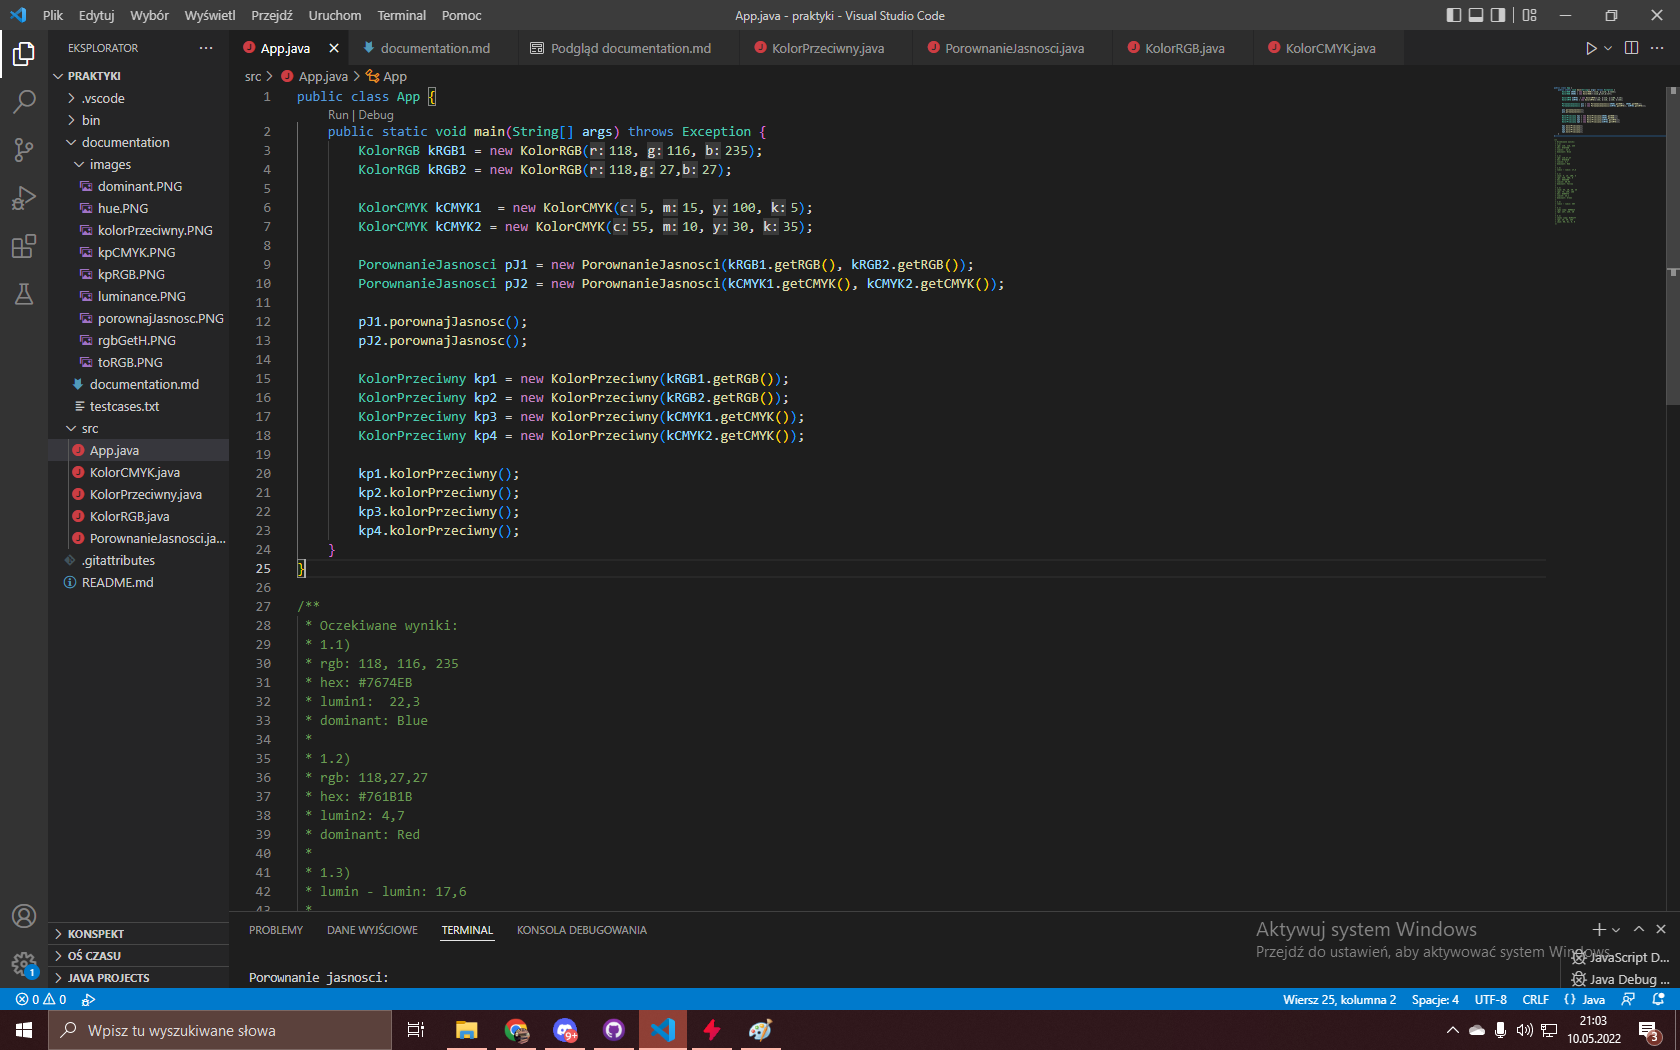 Plik Edytuj Wybór Wyświetl Przejdź Uruchom Terminal Pomoc
App.java - praktyki - Visual Studio Code
EKSPLORATOR ···
App.java
documentation.md
Podgląd documentation.md
KolorPrzeciwny.java
PorownanieJasnosci.java
KolorRGB.java
KolorCMYK.java
PRAKTYKI
.vscode
bin
documentation
images
dominant.PNG
hue.PNG
kolorPrzeciwny.PNG
kpCMYK.PNG
kpRGB.PNG
luminance.PNG
porownajJasnosc.PNG
rgbGetH.PNG
toRGB.PNG
documentation.md
testcases.txt
src
App.java
KolorCMYK.java
KolorPrzeciwny.java
KolorRGB.java
PorownanieJasnosci.ja...
.gitattributes
README.md
KONSPEKT
OŚ CZASU
JAVA PROJECTS
src > App.java > App
1 public class App {
Run | Debug
2 public static void main(String[] args) throws Exception {
3 KolorRGB kRGB1 = new KolorRGB(r: 118, g: 116, b: 235);
4 KolorRGB kRGB2 = new KolorRGB(r: 118,g: 27,b: 27);
5
6 KolorCMYK kCMYK1  = new KolorCMYK(c: 5, m: 15, y: 100, k: 5);
7 KolorCMYK kCMYK2 = new KolorCMYK(c: 55, m: 10, y: 30, k: 35);
8
9 PorownanieJasnosci pJ1 = new PorownanieJasnosci(kRGB1.getRGB(), kRGB2.getRGB());
10 PorownanieJasnosci pJ2 = new PorownanieJasnosci(kCMYK1.getCMYK(), kCMYK2.getCMYK());
11
12 pJ1.porownajJasnosc();
13 pJ2.porownajJasnosc();
14
15 KolorPrzeciwny kp1 = new KolorPrzeciwny(kRGB1.getRGB());
16 KolorPrzeciwny kp2 = new KolorPrzeciwny(kRGB2.getRGB());
17 KolorPrzeciwny kp3 = new KolorPrzeciwny(kCMYK1.getCMYK());
18 KolorPrzeciwny kp4 = new KolorPrzeciwny(kCMYK2.getCMYK());
19
20 kp1.kolorPrzeciwny();
21 kp2.kolorPrzeciwny();
22 kp3.kolorPrzeciwny();
23 kp4.kolorPrzeciwny();
24 }
25 }
26
27 /**
28 * Oczekiwane wyniki:
29 * 1.1)
30 * rgb: 118, 116, 235
31 * hex: #7674EB
32 * lumin1:  22,3
33 * dominant: Blue
34 *
35 * 1.2)
36 * rgb: 118,27,27
37 * hex: #761B1B
38 * lumin2: 4,7
39 * dominant: Red
40 *
41 * 1.3)
42 * lumin - lumin: 17,6
43 *
PROBLEMY DANE WYJŚCIOWE TERMINAL KONSOLA DEBUGOWANIA
Porownanie jasnosci:
Aktywuj system Windows
Przejdź do ustawień, aby aktywować system Windows.
JavaScript D...
Java Debug ...
1
0 0
Wiersz 25, kolumna 2 Spacje: 4 UTF-8 CRLF {} Java
Wpisz tu wyszukiwane słowa
9+
21:03
10.05.2022
3